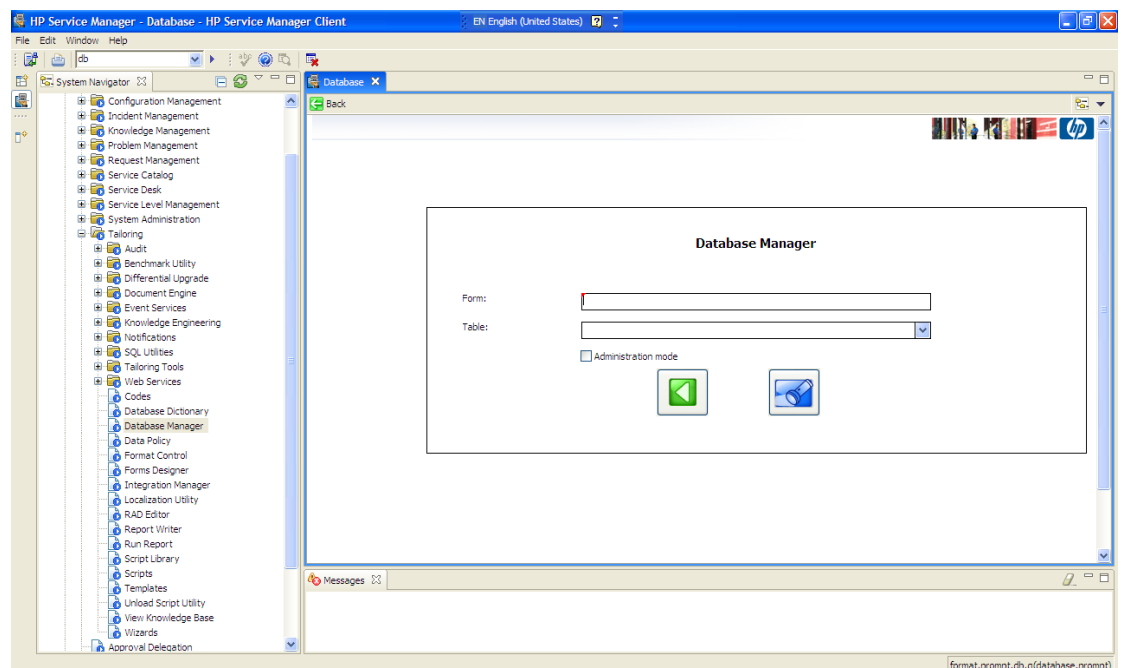 HP Service Manager - Database - HP Service Manager Client
EN English (United States)
File Edit Window Help
db
System Navigator
Database
Back
Configuration Management
Incident Management
Knowledge Management
Problem Management
Request Management
Service Catalog
Service Desk
Service Level Management
System Administration
Tailoring
Audit
Benchmark Utility
Differential Upgrade
Document Engine
Event Services
Knowledge Engineering
Notifications
SQL Utilities
Tailoring Tools
Web Services
Codes
Database Dictionary
Database Manager
Data Policy
Format Control
Forms Designer
Integration Manager
Localization Utility
RAD Editor
Report Writer
Run Report
Script Library
Scripts
Templates
Unload Script Utility
View Knowledge Base
Wizards
Approval Delegation
hp
Database Manager
Form:
Table:
Administration mode
Messages
format.prompt.db.g(database.prompt)